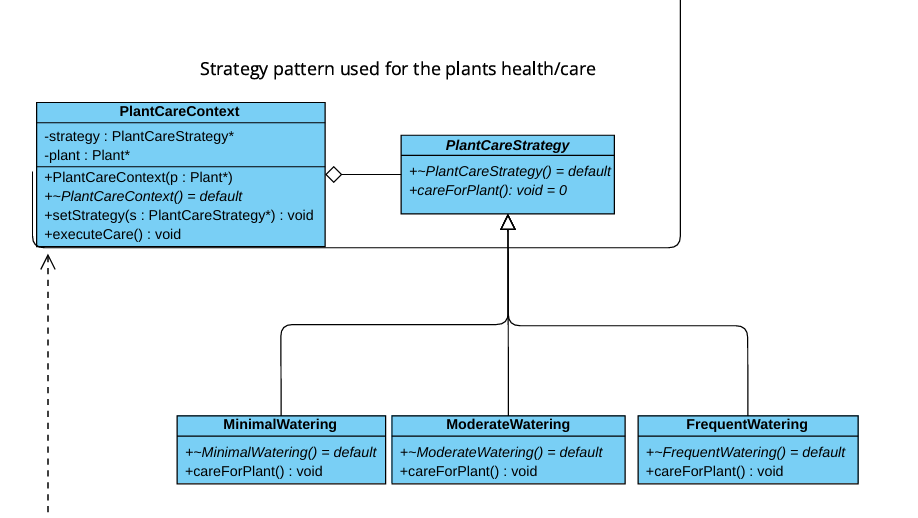 Strategy pattern used for the plants health/care
PlantCareContext
-strategy : PlantCareStrategy*
-plant : Plant*
+PlantCareContext(p : Plant*)
+~PlantCareContext() = default
+setStrategy(s : PlantCareStrategy*) : void
+executeCare() : void
PlantCareStrategy
+~PlantCareStrategy() = default
+careForPlant(): void = 0
MinimalWatering
+~MinimalWatering() = default
+careForPlant() : void
ModerateWatering
+~ModerateWatering() = default
+careForPlant() : void
FrequentWatering
+~FrequentWatering() = default
+careForPlant() : void